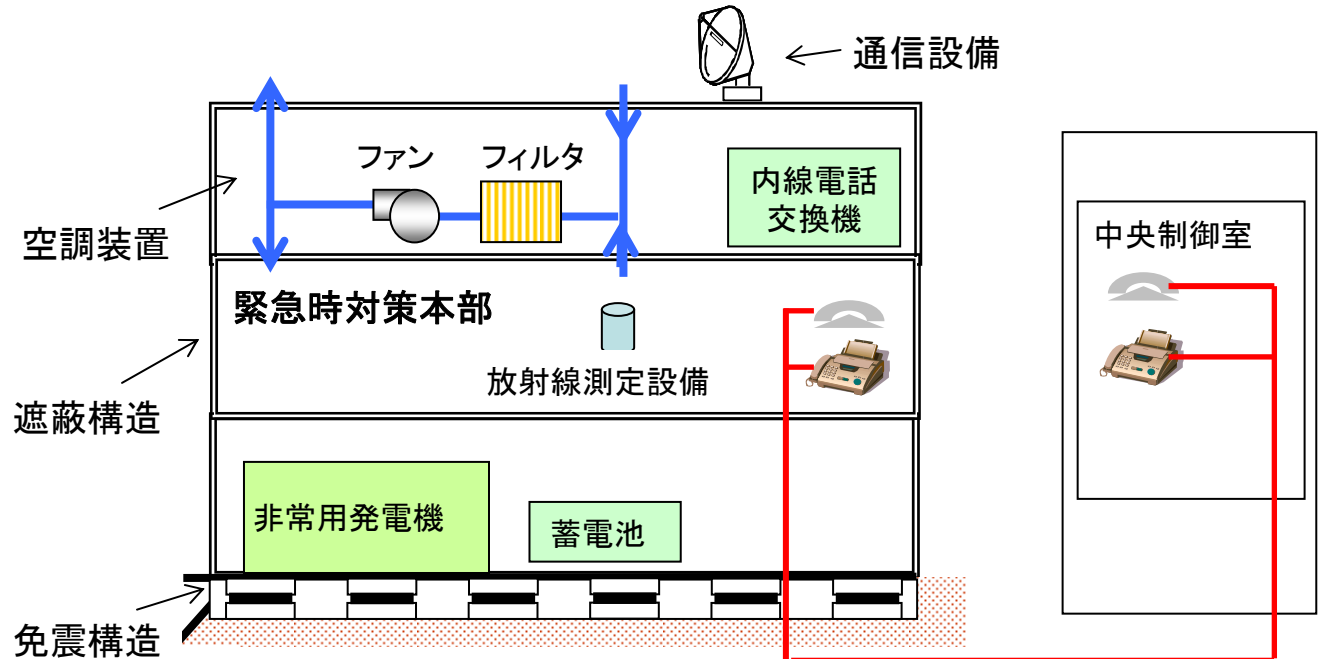 通信設備
ファン
フィルタ
内線電話
交換機
空調装置
中央制御室
緊急時対策本部
放射線測定設備
遮蔽構造
非常用発電機
蓄電池
免震構造